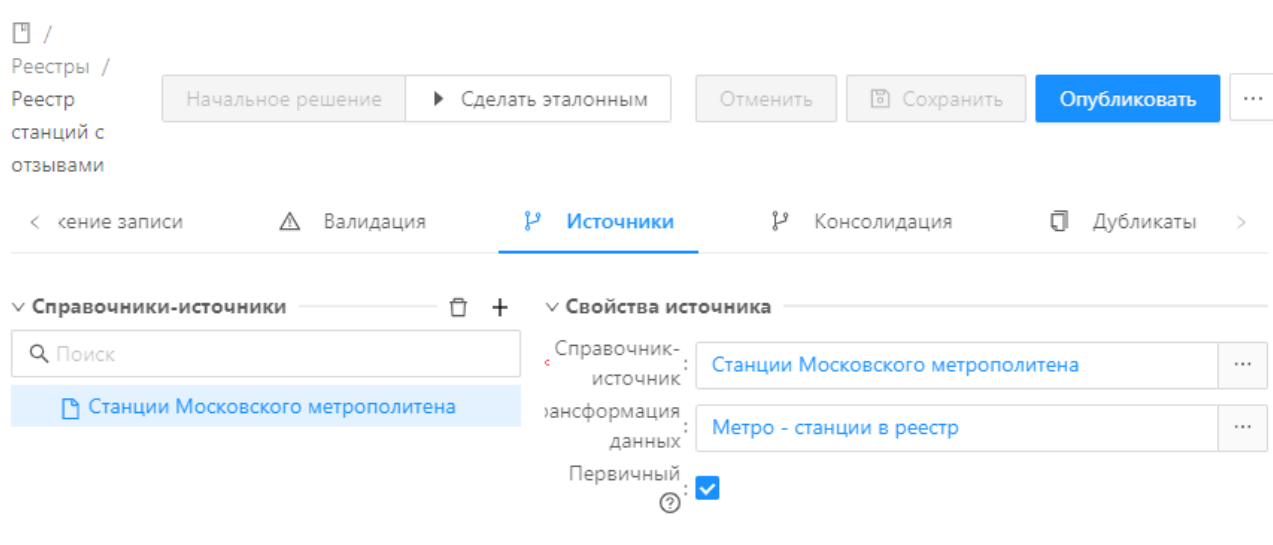 /
Реестры /
Реестр
станций с
отзывами
Начальное решение
Сделать эталонным
Отменить
Сохранить
Опубликовать
...
< кение записи
Валидация
Источники
Консолидация
Дубликаты >
Справочники-источники
+
Поиск
Станции Московского метрополитена
Свойства источника
Справочник-
источник :
Станции Московского метрополитена
...
ансформация
данных :
Метро - станции в реестр
...
Первичный :
?